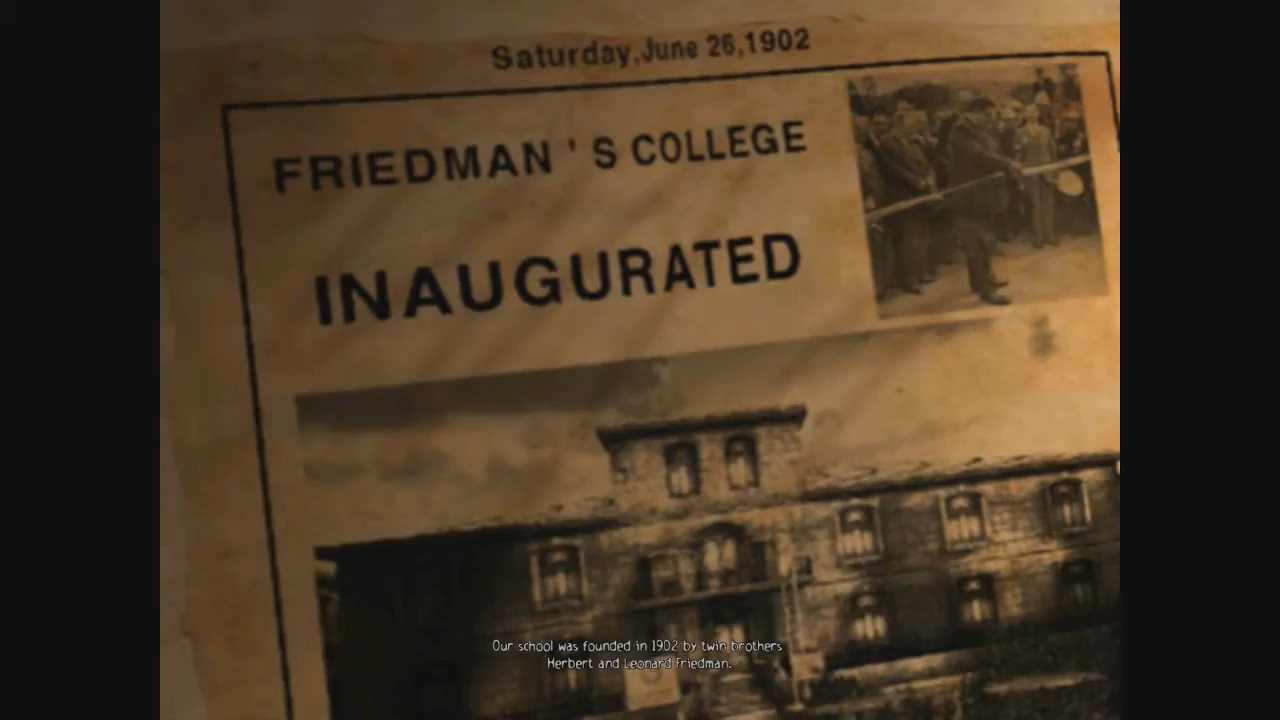 Saturday,June 26,1902
FRIEDMAN ' S COLLEGE
INAUGURATED
Our school was founded in 1902 by twin brothers
Herbert and Leonard Friedman.